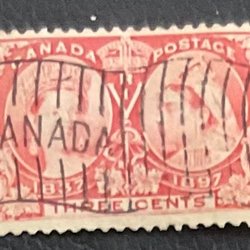 CANADA POSTAGE
CANADA
1837 1897
THREE CENTS